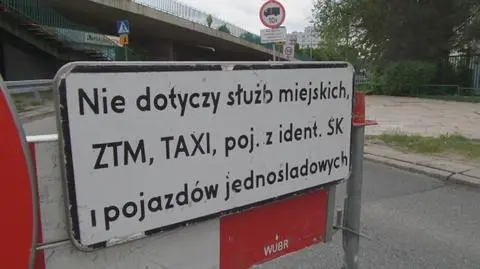 10t
Nie dotyczy służb miejskich,
ZTM, TAXI, poj. z ident. SK
i pojazdów jednośladowych
WUBR